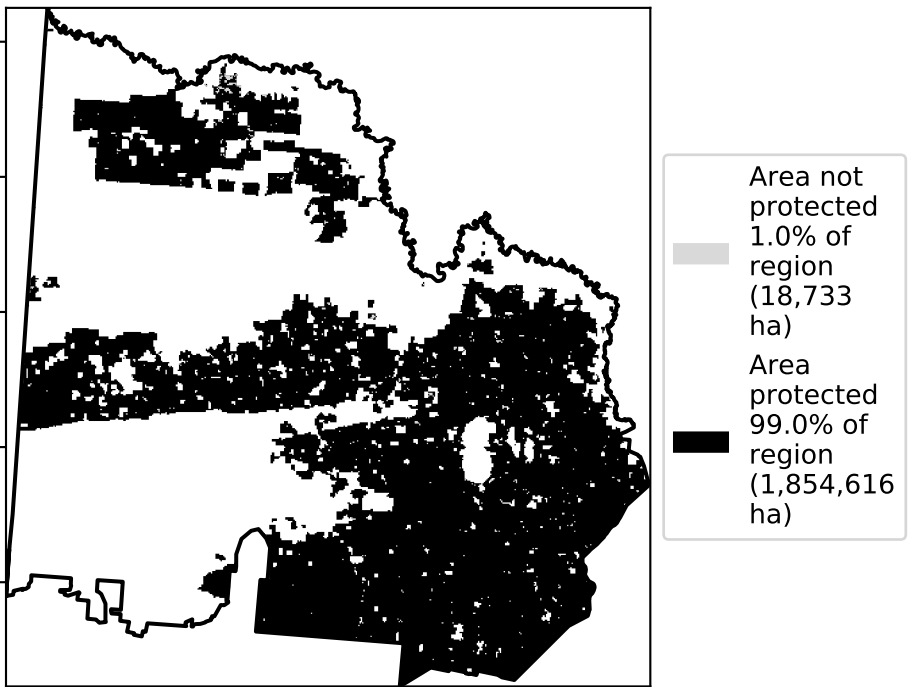 Area not
protected
1.0% of
region
(18,733
ha)
Area
protected
99.0% of
region
(1,854,616
ha)